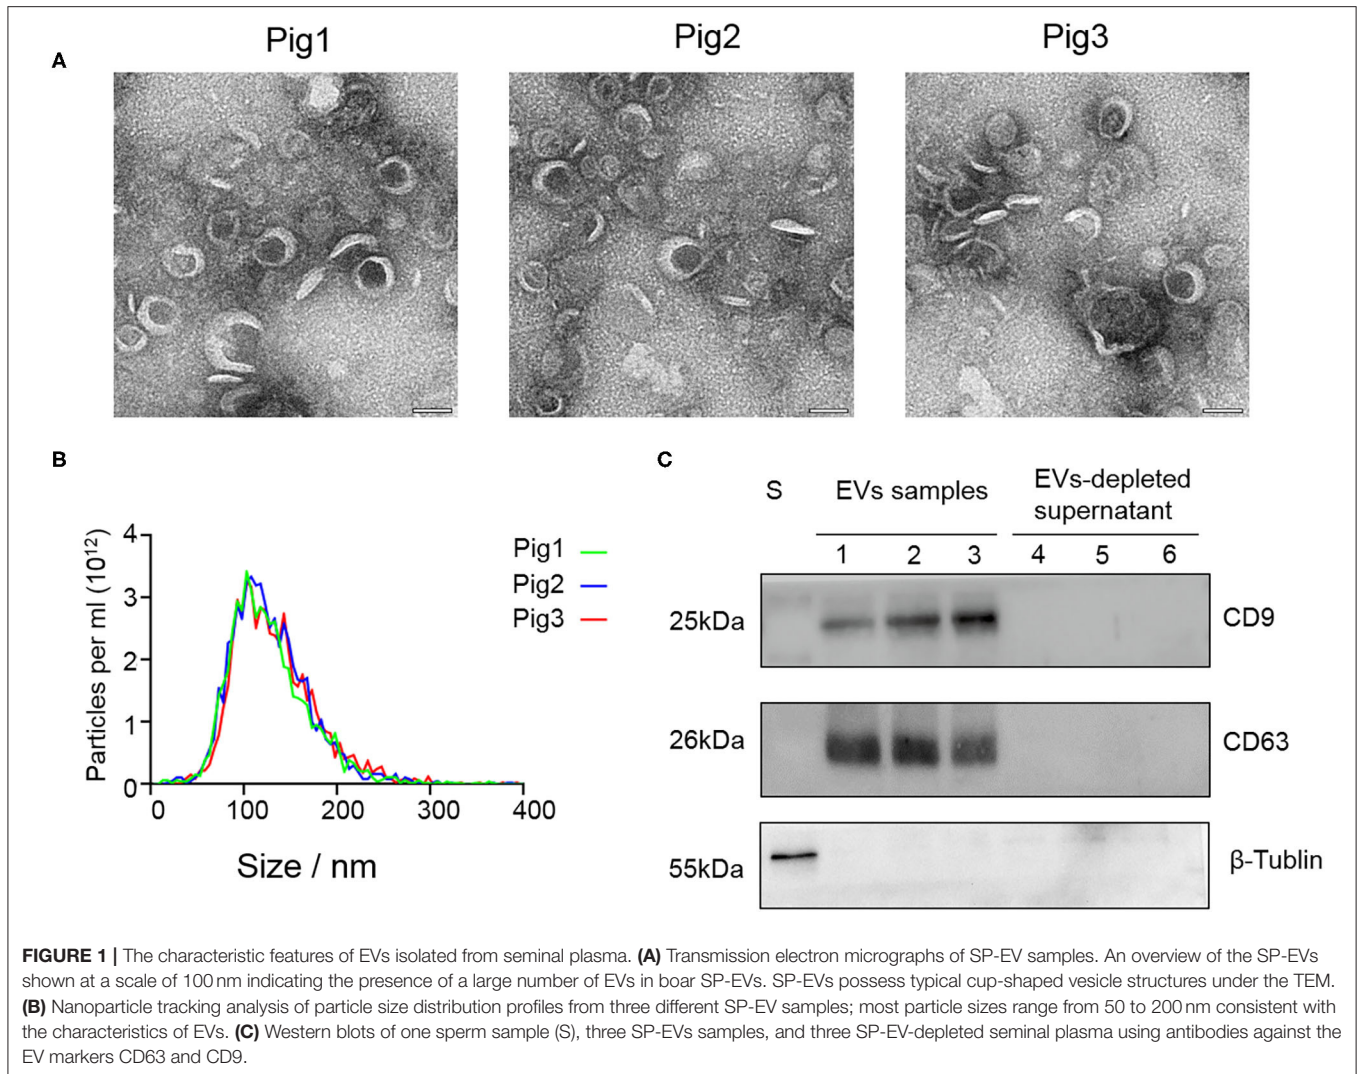 Pig1
Pig2
Pig3
A
B
C
4
3
2
1
0
Particles per ml (10¹²)
0
100
200
300
400
Size / nm
Pig1
Pig2
Pig3
S
EVs samples
EVs-depleted
supernatant
1
2
3
4
5
6
25kDa
CD9
26kDa
CD63
55kDa
β-Tublin
FIGURE 1 | The characteristic features of EVs isolated from seminal plasma. (A) Transmission electron micrographs of SP-EV samples. An overview of the SP-EVs
shown at a scale of 100 nm indicating the presence of a large number of EVs in boar SP-EVs. SP-EVs possess typical cup-shaped vesicle structures under the TEM.
(B) Nanoparticle tracking analysis of particle size distribution profiles from three different SP-EV samples; most particle sizes range from 50 to 200 nm consistent with
the characteristics of EVs. (C) Western blots of one sperm sample (S), three SP-EVs samples, and three SP-EV-depleted seminal plasma using antibodies against the
EV markers CD63 and CD9.